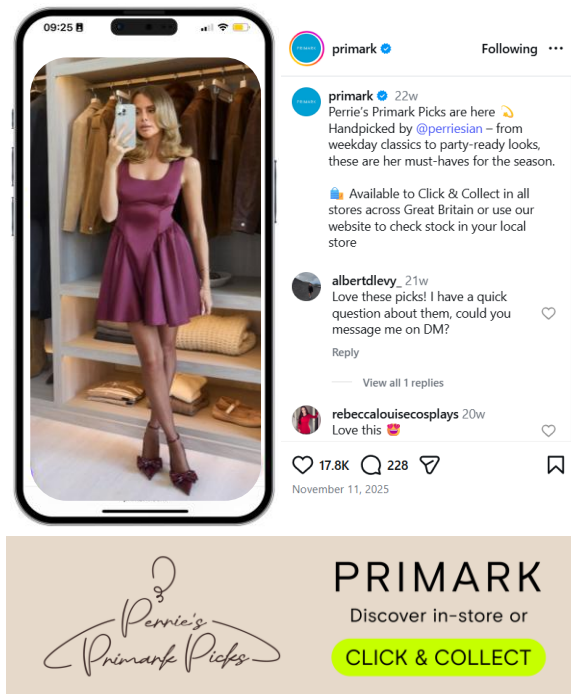 09:25
primark
Following
PRIMARK
primark 22w
Perrie's Primark Picks are here 💫
Handpicked by @perriesian – from
weekday classics to party-ready looks,
these are her must-haves for the season.
🛍️ Available to Click & Collect in all
stores across Great Britain or use our
website to check stock in your local
store
albertdlevy_ 21w
Love these picks! I have a quick
question about them, could you
message me on DM?
Reply
View all 1 replies
rebeccalouisecosplays 20w
Love this 😍
17.8K 228
November 11, 2025
Perrie's
Primark Picks
PRIMARK
Discover in-store or
CLICK & COLLECT